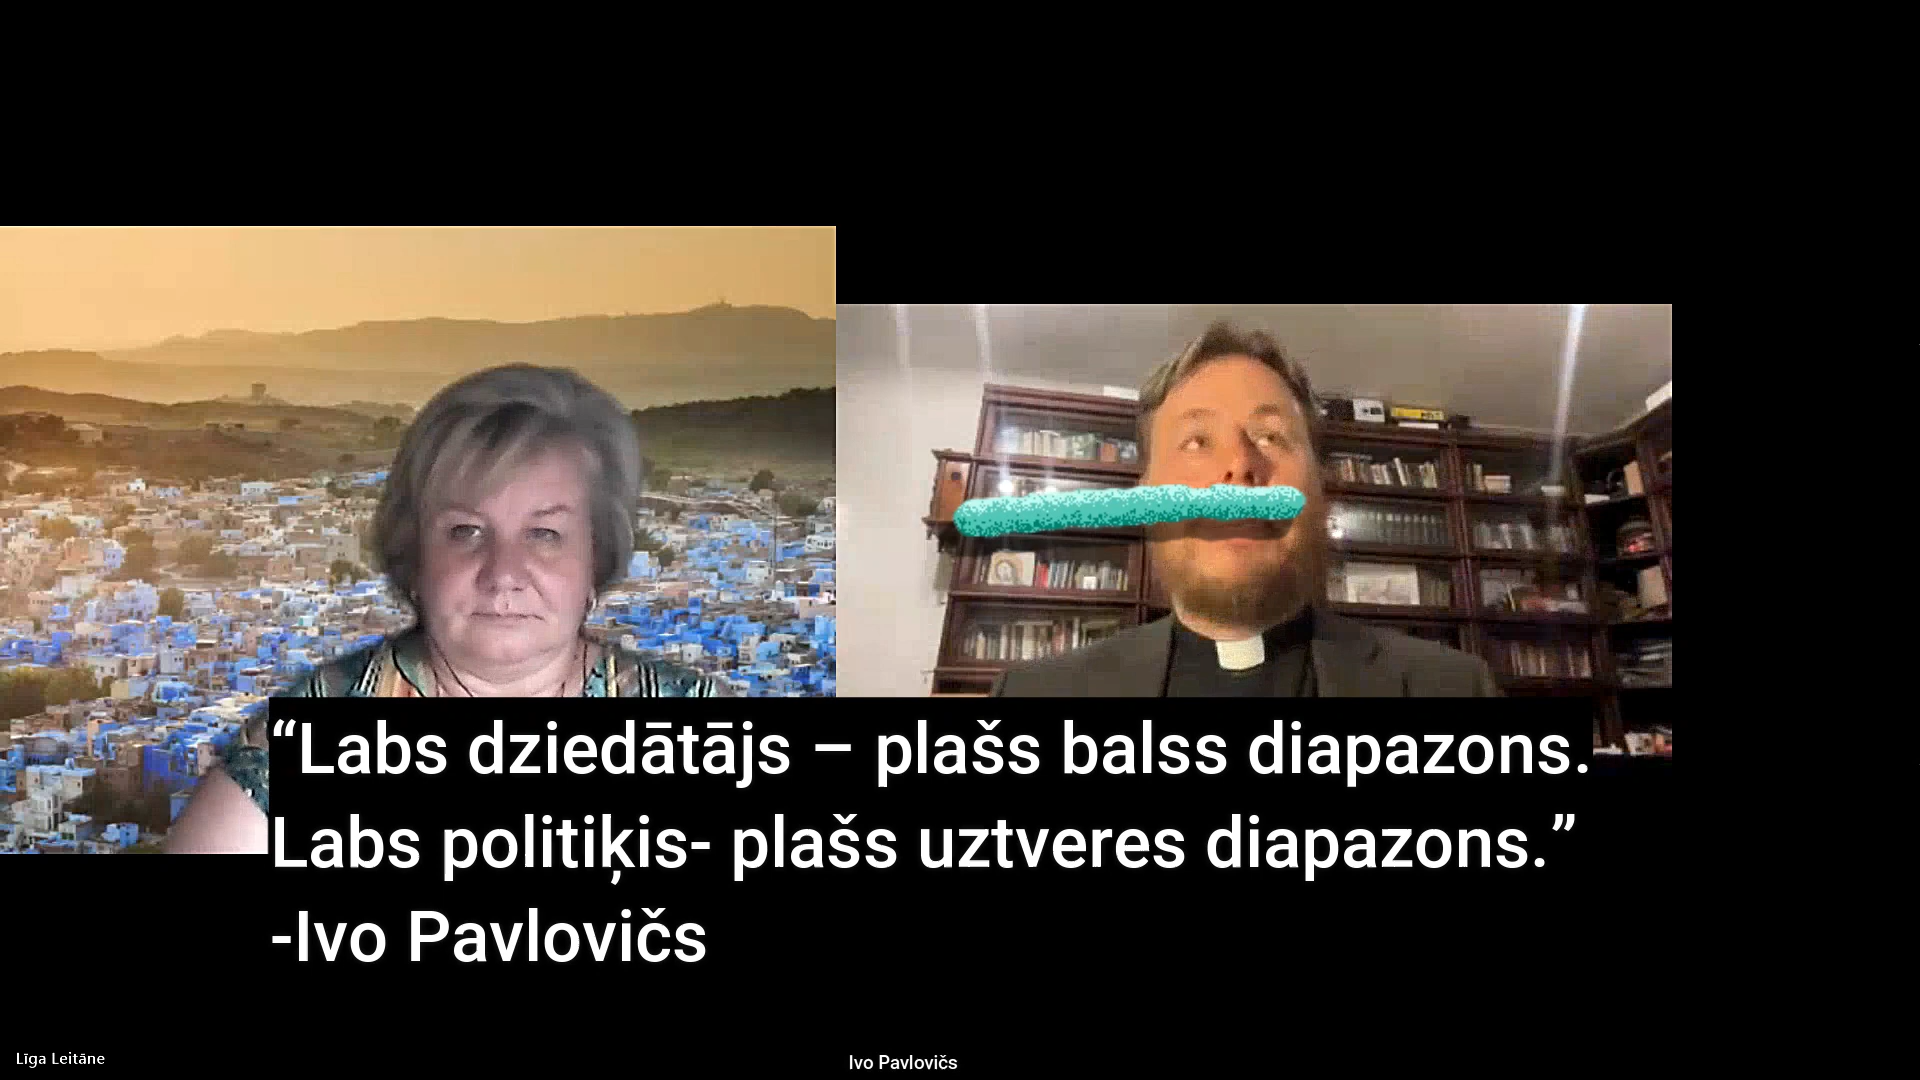 “Labs dziedātājs – plašs balss diapazons.
Labs politiķis- plašs uztveres diapazons.”
-Ivo Pavlovičs
Līga Leitāne
Ivo Pavlovičs